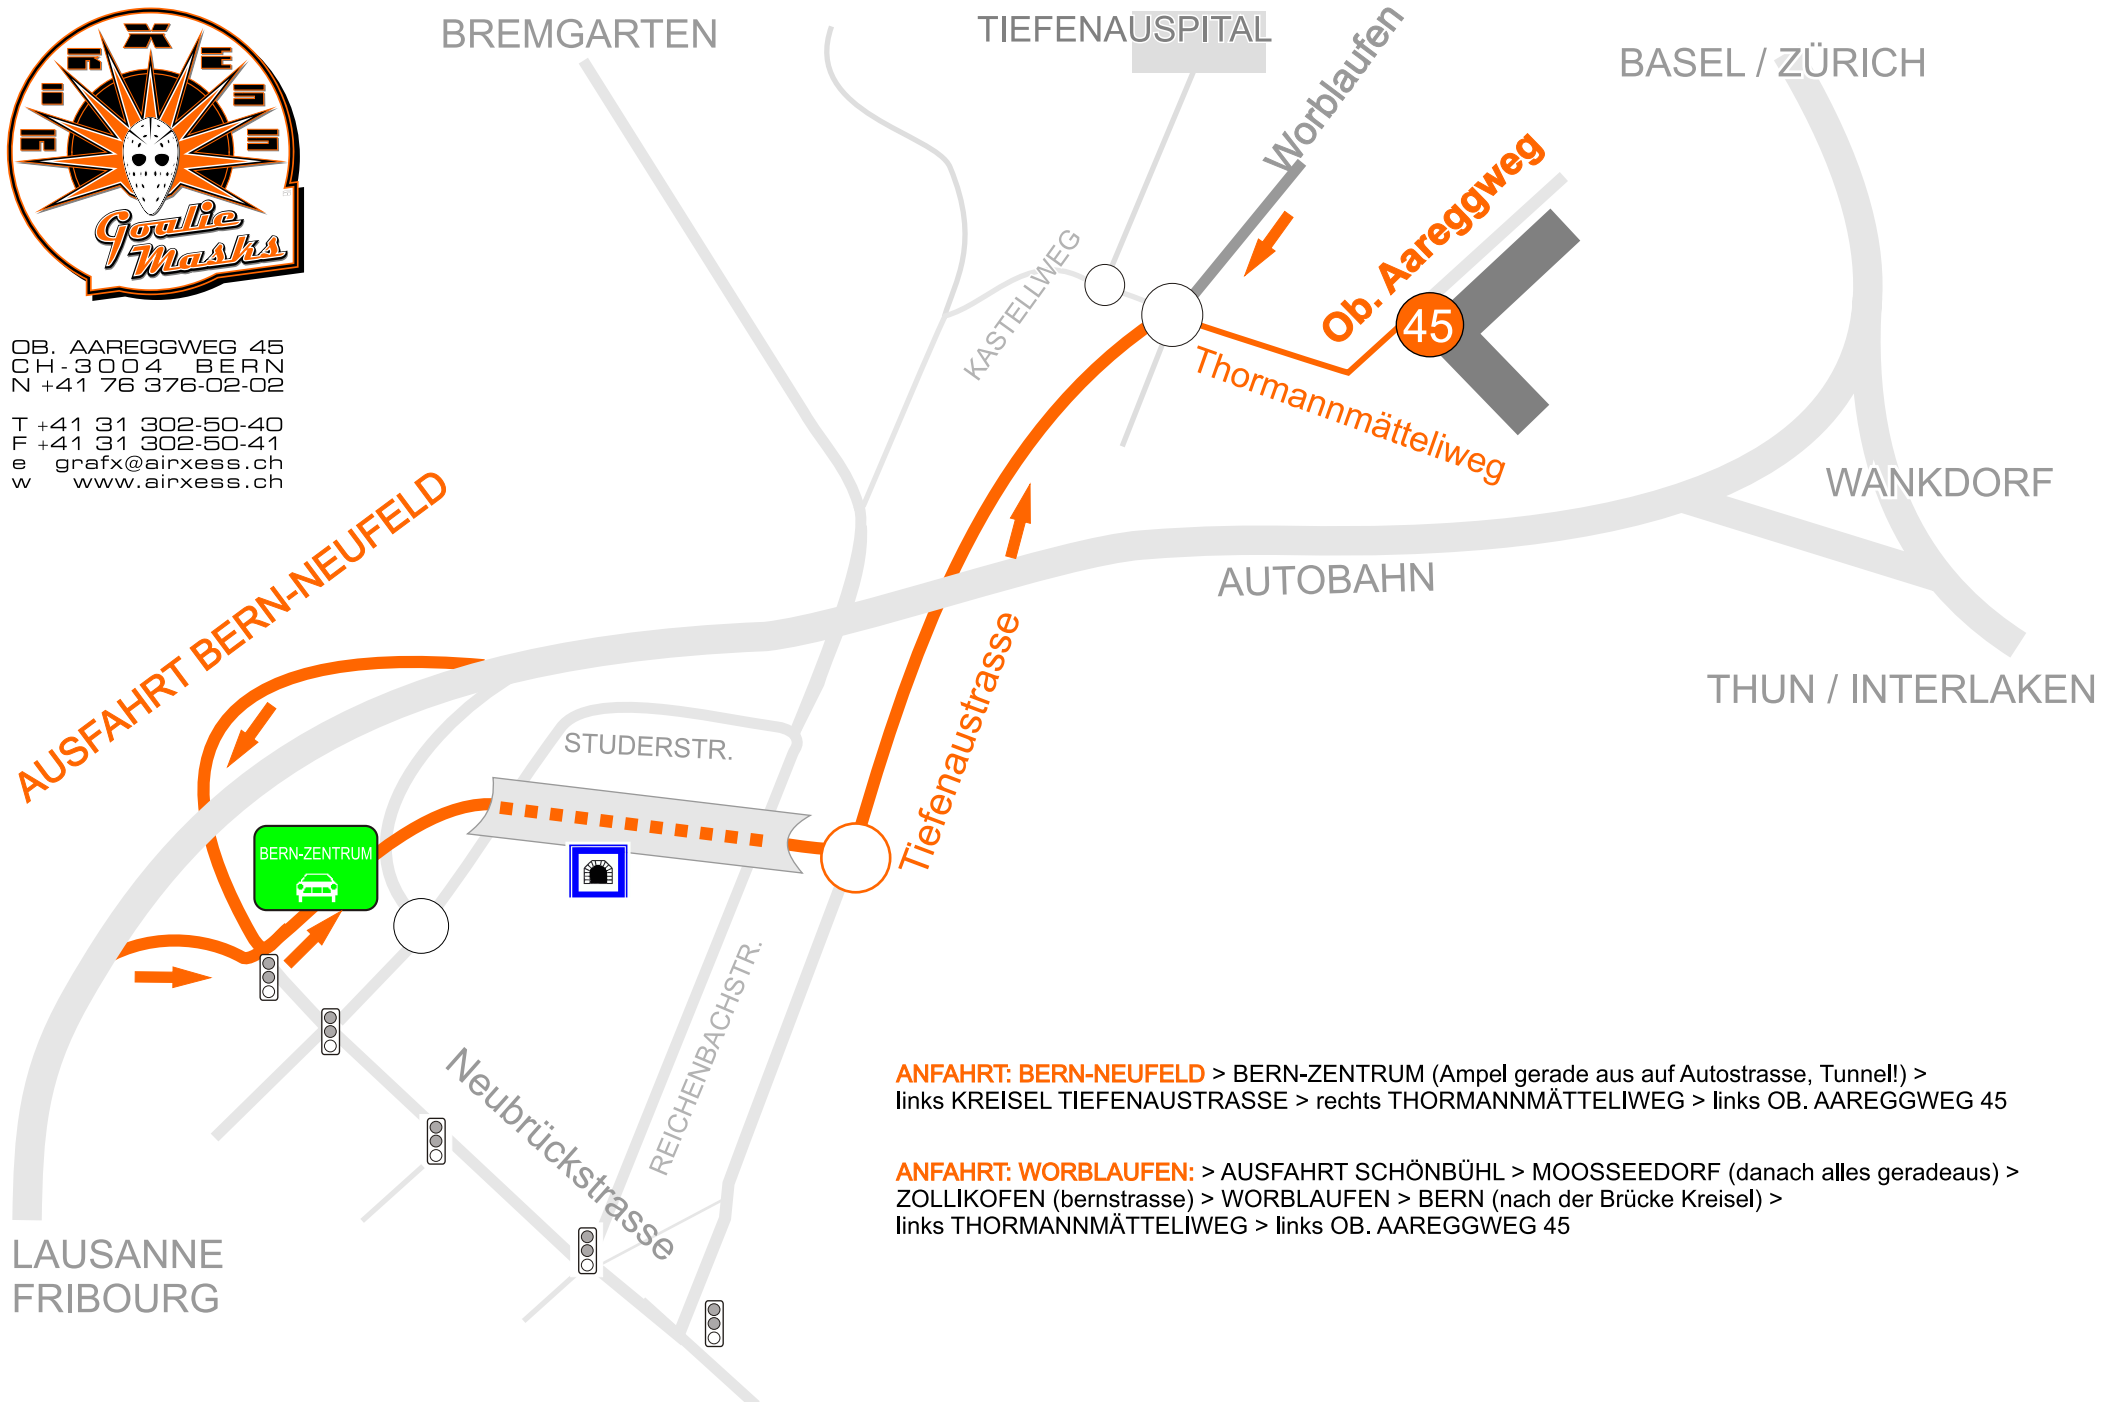 AiRXESS
Goalie
Masks
OB. AAREGGWEG 45
CH-3004 BERN
N +41 76 376-02-02
T +41 31 302-50-40
F +41 31 302-50-41
e grafx@airxess.ch
w www.airxess.ch
BREMGARTEN
TIEFENAUSPITAL
Worblaufen
BASEL / ZÜRICH
Ob. Aareggweg
KASTELLWEG
45
Thormannmätteliweg
WANKDORF
AUTOBAHN
THUN / INTERLAKEN
AUSFAHRT BERN-NEUFELD
Tiefenaustrasse
STUDERSTR.
BERN-ZENTRUM
REICHENBACHSTR.
Neubrückstrasse
LAUSANNE
FRIBOURG
ANFAHRT: BERN-NEUFELD > BERN-ZENTRUM (Ampel gerade aus auf Autostrasse, Tunnel!) >
links KREISEL TIEFENAUSTRASSE > rechts THORMANNMÄTTELIWEG > links OB. AAREGGWEG 45
ANFAHRT: WORBLAUFEN: > AUSFAHRT SCHÖNBÜHL > MOOSSEEDORF (danach alles geradeaus) >
ZOLLIKOFEN (bernstrasse) > WORBLAUFEN > BERN (nach der Brücke Kreisel) >
links THORMANNMÄTTELIWEG > links OB. AAREGGWEG 45